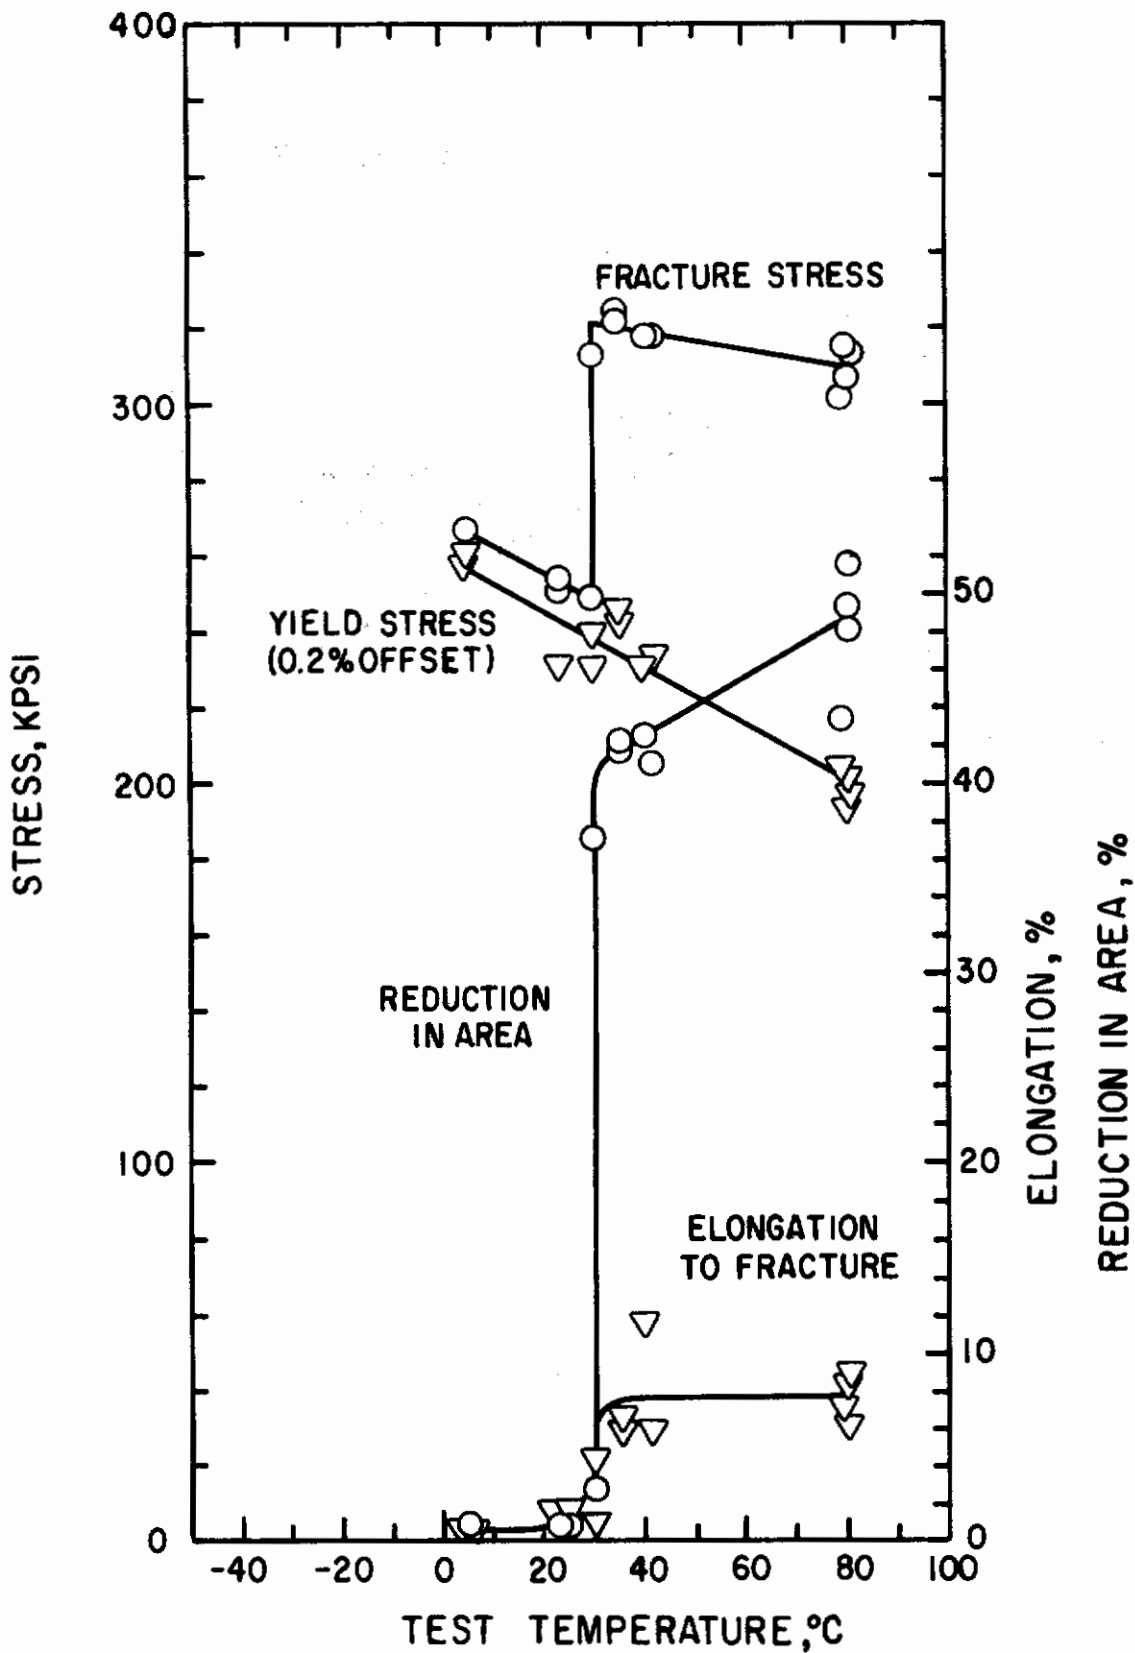 400
FRACTURE STRESS
300
YIELD STRESS
(0.2% OFFSET)
50
STRESS, KPSI
200
40
REDUCTION
IN AREA
30
ELONGATION, %
REDUCTION IN AREA, %
100
20
ELONGATION
TO FRACTURE
10
0
0
-40 -20 0 20 40 60 80 100
TEST TEMPERATURE, °C